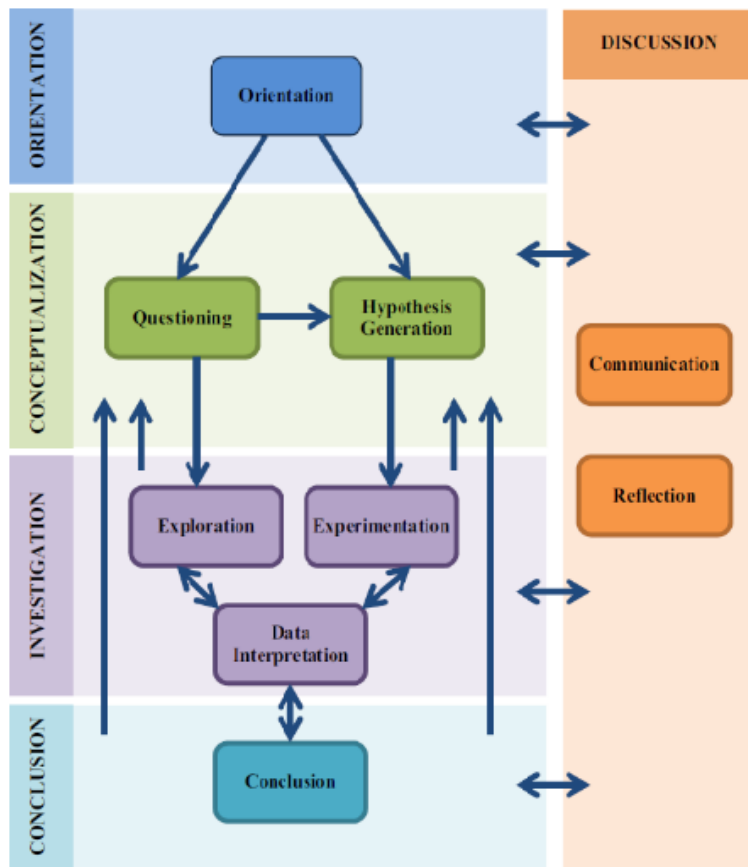 ORIENTATION
Orientation
CONCEPTUALIZATION
Questioning
Hypothesis
Generation
INVESTIGATION
Exploration
Experimentation
Data
Interpretation
CONCLUSION
Conclusion
DISCUSSION
Communication
Reflection